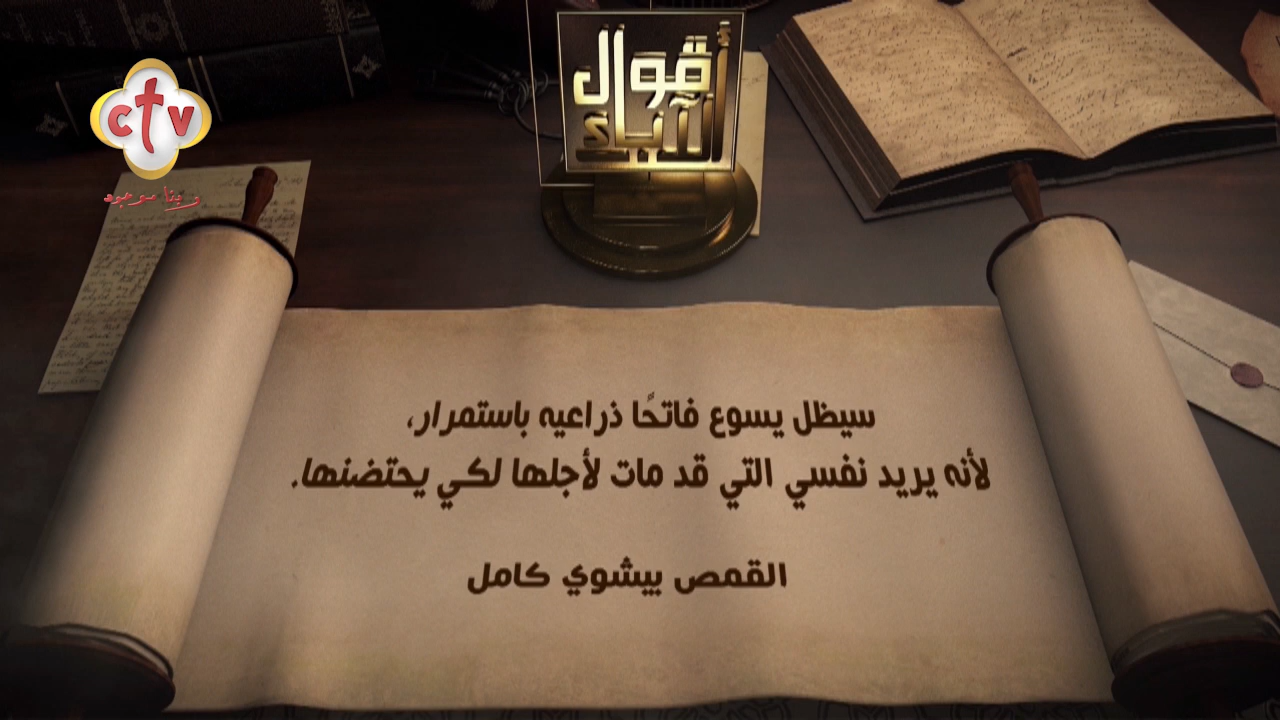 ctv
وربنا موجود
أقوال
الآباء
سيظل يسوع فاتحًا ذراعيه باستمرار،
لأنه يريد نفسي التي قد مات لأجلها لكي يحتضنها.
القمص بيشوي كامل